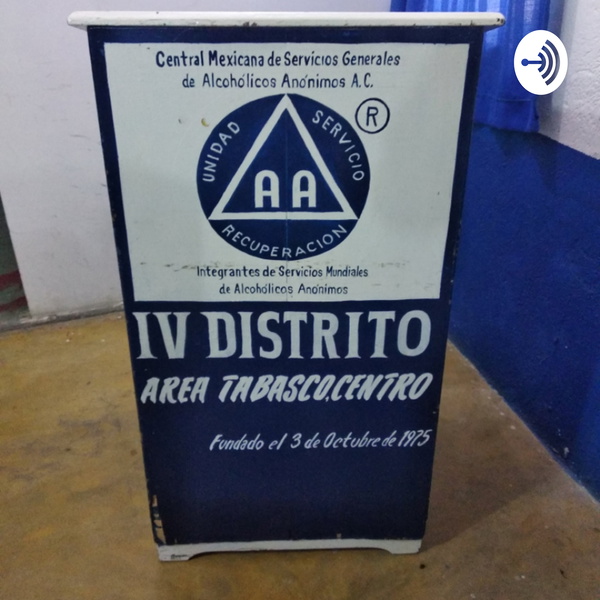 Central Mexicana de Servicios Generales
de Alcohólicos Anónimos A.C.
®
UNIDAD
SERVICIO
AA
RECUPERACION
Integrantes de Servicios Mundiales
de Alcohólicos Anónimos
IV DISTRITO
AREA TABASCO,CENTRO
Fundado el 3 de Octubre de 1975